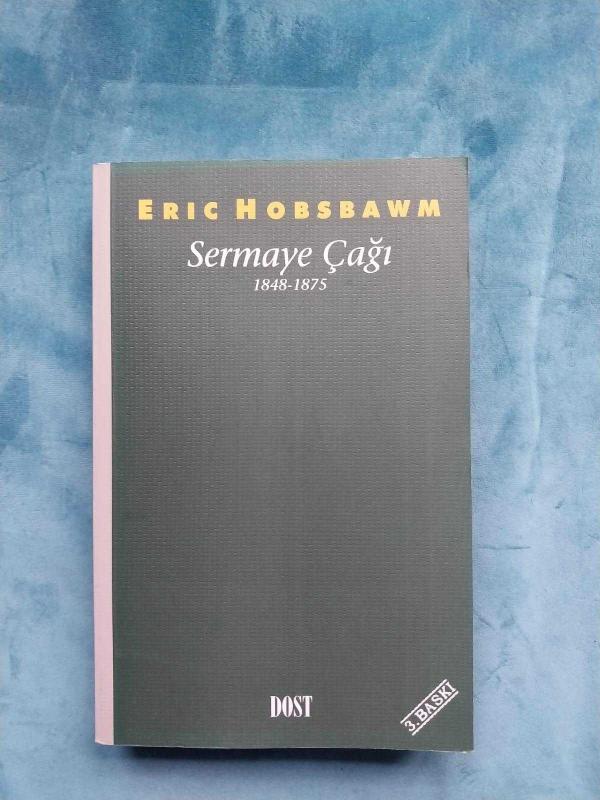 ERIC HOBSBAWM
Sermaye Çağı
1848-1875
DOST
3. BASKI